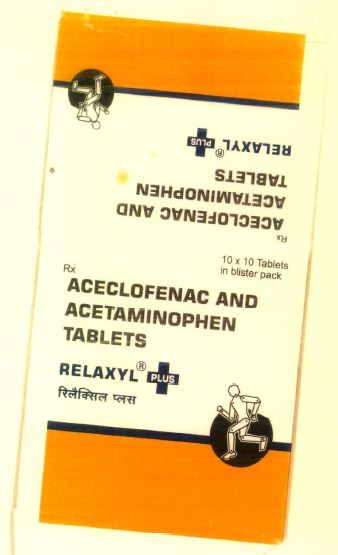 RELAXYL® PLUS
TABLETS
ACETAMINOPHEN
ACECLOFENAC AND
Rx
10 x 10 Tablets
in blister pack
Rx
ACECLOFENAC AND
ACETAMINOPHEN
TABLETS
RELAXYL® PLUS
रिलैक्सिल प्लस